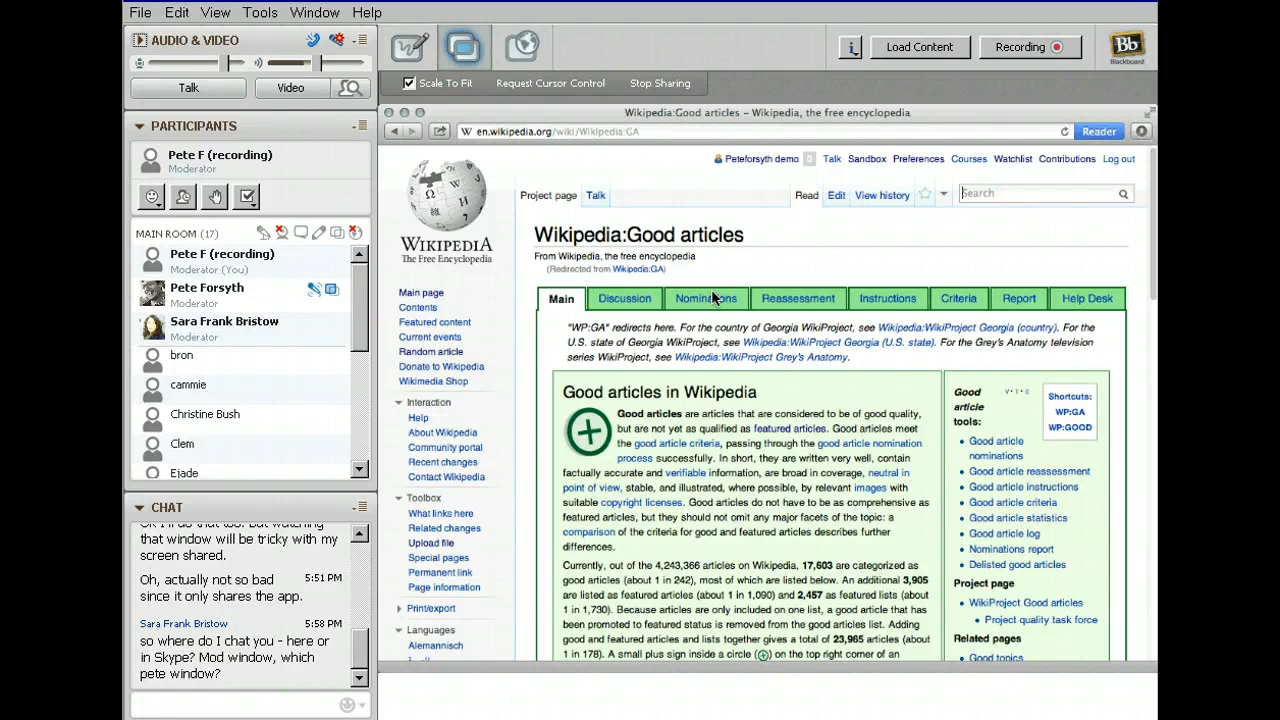 File Edit View Tools Window Help
AUDIO & VIDEO
Talk Video
PARTICIPANTS
Pete F (recording)
Moderator
MAIN ROOM (17)
Pete F (recording)
Moderator (You)
Pete Forsyth
Moderator
Sara Frank Bristow
Moderator
bron
cammie
Christine Bush
Clem
Ejade
CHAT
that window will be tricky with my
screen shared.
Oh, actually not so bad 5:51 PM
since it only shares the app.
Sara Frank Bristow 5:58 PM
so where do I chat you - here or
in Skype? Mod window, which
pete window?
i Load Content Recording
Bb
Blackboard
Scale To Fit Request Cursor Control Stop Sharing
Wikipedia:Good articles – Wikipedia, the free encyclopedia
W en.wikipedia.org/wiki/Wikipedia:GA Reader
Peteforsyth demo 0 Talk Sandbox Preferences Courses Watchlist Contributions Log out
Project page Talk Read Edit View history Search
WIKIPEDIA
The Free Encyclopedia
Main page
Contents
Featured content
Current events
Random article
Donate to Wikipedia
Wikimedia Shop
Interaction
Help
About Wikipedia
Community portal
Recent changes
Contact Wikipedia
Toolbox
What links here
Related changes
Upload file
Special pages
Permanent link
Page information
Print/export
Languages
Alemannisch
Wikipedia:Good articles
From Wikipedia, the free encyclopedia
(Redirected from Wikipedia:GA)
Main Discussion Nominations Reassessment Instructions Criteria Report Help Desk
"WP:GA" redirects here. For the country of Georgia WikiProject, see Wikipedia:WikiProject Georgia (country). For the
U.S. state of Georgia WikiProject, see Wikipedia:WikiProject Georgia (U.S. state). For the Grey's Anatomy television
series WikiProject, see Wikipedia:WikiProject Grey's Anatomy.
Good articles in Wikipedia
Good articles are articles that are considered to be of good quality,
but are not yet as qualified as featured articles. Good articles meet
the good article criteria, passing through the good article nomination
process successfully. In short, they are written very well, contain
factually accurate and verifiable information, are broad in coverage, neutral in
point of view, stable, and illustrated, where possible, by relevant images with
suitable copyright licenses. Good articles do not have to be as comprehensive as
featured articles, but they should not omit any major facets of the topic: a
comparison of the criteria for good and featured articles describes further
differences.
Currently, out of the 4,243,366 articles on Wikipedia, 17,603 are categorized as
good articles (about 1 in 242), most of which are listed below. An additional 3,905
are listed as featured articles (about 1 in 1,090) and 2,457 as featured lists (about
1 in 1,730). Because articles are only included on one list, a good article that has
been promoted to featured status is removed from the good articles list. Adding
good and featured articles and lists together gives a total of 23,965 articles (about
1 in 178). A small plus sign inside a circle ( ) on the top right corner of an
Good
article
tools:
V · T · E
Shortcuts:
WP:GA
WP:GOOD
Good article
nominations
Good article reassessment
Good article instructions
Good article criteria
Good article statistics
Good article log
Nominations report
Delisted good articles
Project page
WikiProject Good articles
Project quality task force
Related pages
Good topics